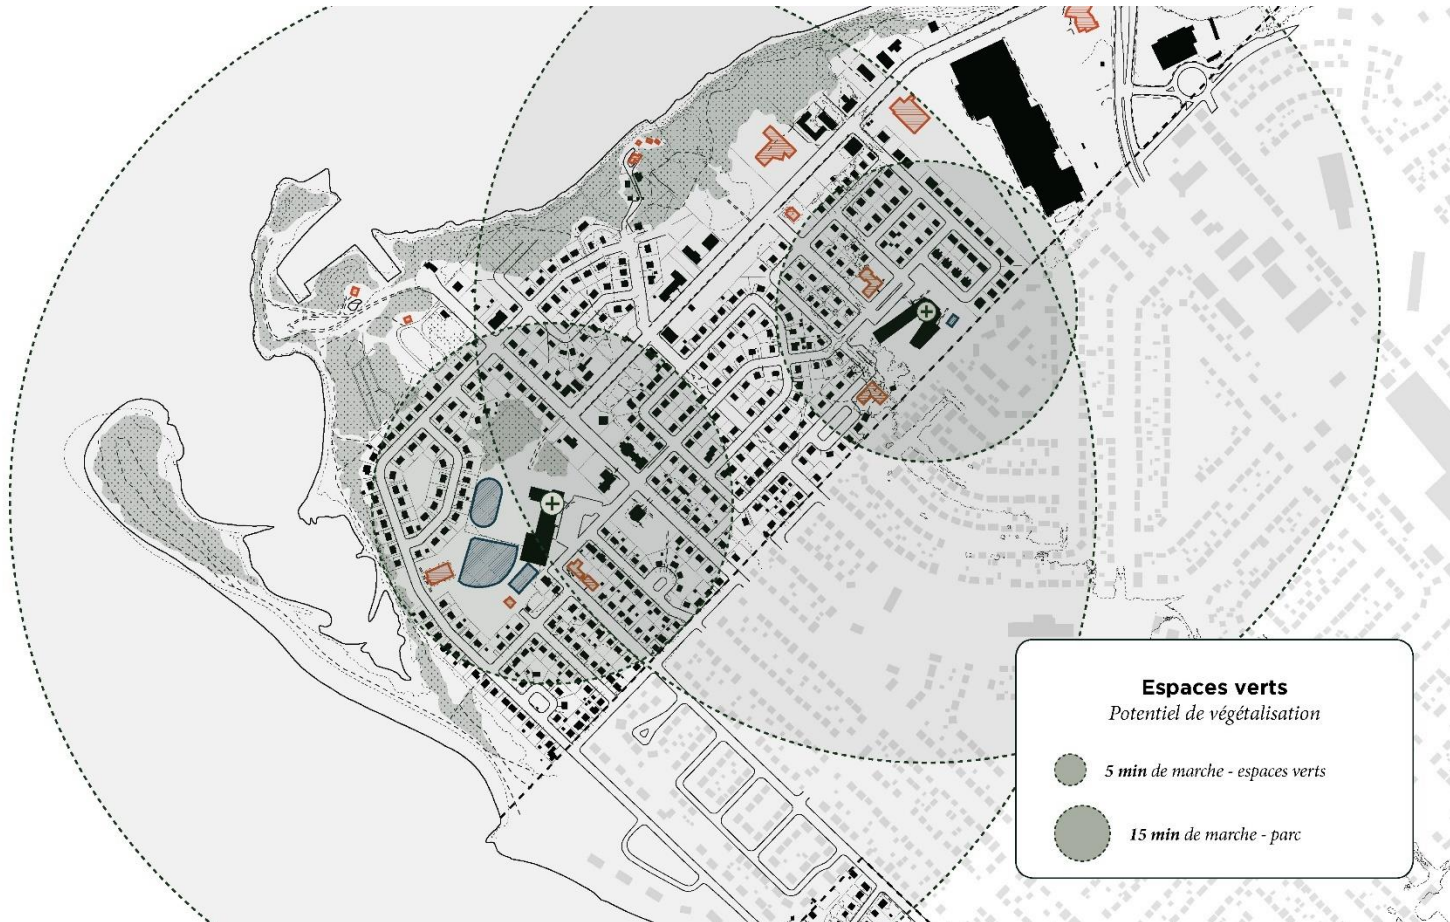 Espaces verts
Potentiel de végétalisation
5 min de marche - espaces verts
15 min de marche - parc